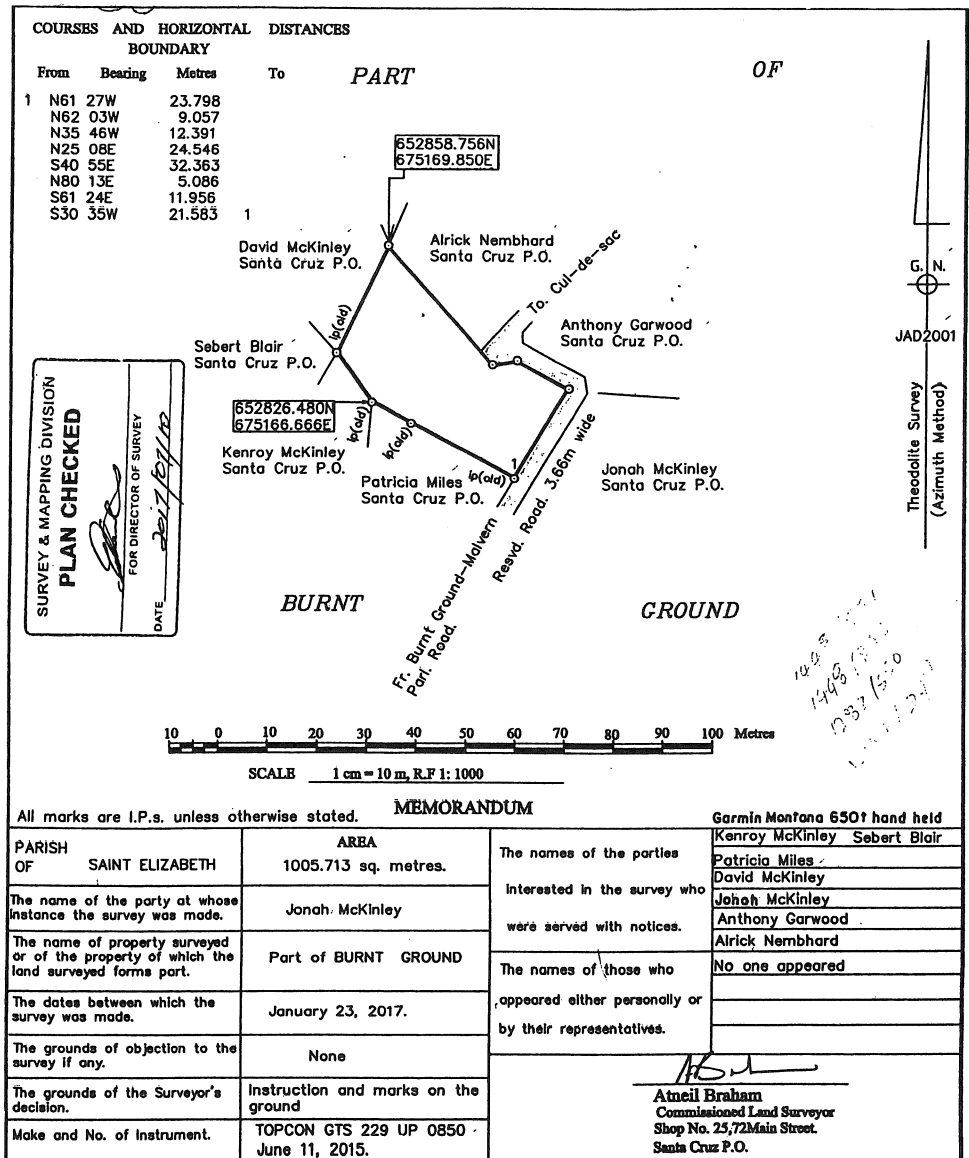 COURSES AND HORIZONTAL DISTANCES
BOUNDARY
From Bearing Metres To
1 N61 27W 23.798
N62 03W 9.057
N35 46W 12.391
N25 08E 24.546
S40 55E 32.363
N80 13E 5.086
S61 24E 11.956
S30 35W 21.583 1
PART OF
652858.756N
675169.850E
David McKinley
Santa Cruz P.O.
Alrick Nembhard
Santa Cruz P.O.
To. Cul-de-sac
Anthony Garwood
Santa Cruz P.O.
G. N.
JAD2001
Theodolite Survey
(Azimuth Method)
Ip(old)
Sebert Blair
Santa Cruz P.O.
652826.480N
675166.666E
Ip(old)
Ip(old)
Kenroy McKinley
Santa Cruz P.O.
Patricia Miles
Santa Cruz P.O.
Ip(old)
1
Jonah McKinley
Santa Cruz P.O.
Resvd. Road. 3.66m wide
Fr. Burnt Ground-Malvern
Parl. Road.
SURVEY & MAPPING DIVISION
PLAN CHECKED
FOR DIRECTOR OF SURVEY
DATE 2017/07/10
BURNT GROUND
10 0 10 20 30 40 50 60 70 80 90 100 Metres
SCALE 1 cm = 10 m, R.F 1: 1000
All marks are I.P.s. unless otherwise stated.
MEMORANDUM
Garmin Montana 650t hand held
PARISH
OF SAINT ELIZABETH
AREA
1005.713 sq. metres.
The names of the parties
interested in the survey who
were served with notices.
Kenroy McKinley Sebert Blair
Patricia Miles
David McKinley
Jonah McKinley
Anthony Garwood
Alrick Nembhard
The name of the party at whose
instance the survey was made.
Jonah McKinley
The name of property surveyed
or of the property of which the
land surveyed forms part.
Part of BURNT GROUND
The names of those who
appeared either personally or
by their representatives.
No one appeared
The dates between which the
survey was made.
January 23, 2017.
The grounds of objection to the
survey if any.
None
The grounds of the Surveyor's
decision.
Instruction and marks on the
ground
Make and No. of Instrument.
TOPCON GTS 229 UP 0850
June 11, 2015.
Atneil Braham
Commissioned Land Surveyor
Shop No. 25,72Main Street.
Santa Cruz P.O.